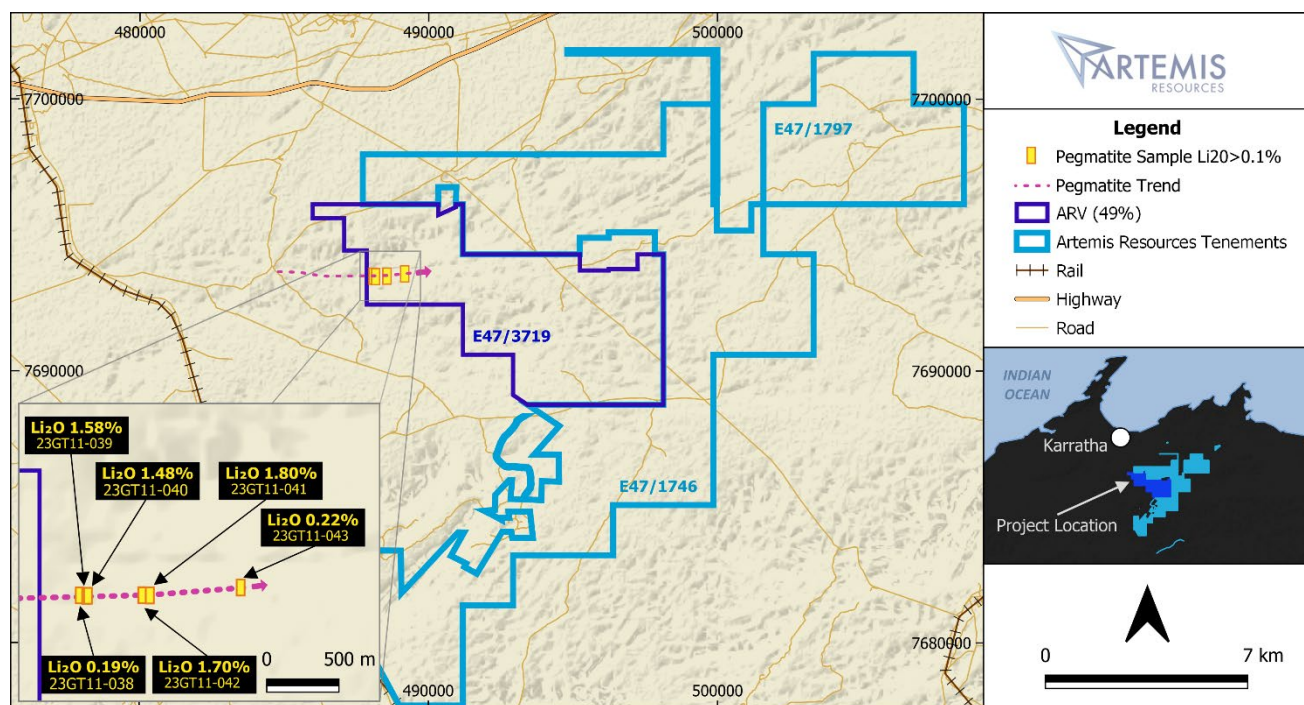 480000
490000
500000
7700000
7700000
E47/1797
E47/3719
7690000
7690000
E47/1746
7680000
490000
500000
Li₂O 1.58%
23GT11-039
Li₂O 1.48%
23GT11-040
Li₂O 1.80%
23GT11-041
Li₂O 0.22%
23GT11-043
Li₂O 0.19%
23GT11-038
Li₂O 1.70%
23GT11-042
0 500 m
ARTEMIS
RESOURCES
Legend
Pegmatite Sample Li20>0.1%
Pegmatite Trend
ARV (49%)
Artemis Resources Tenements
Rail
Highway
Road
INDIAN
OCEAN
Karratha
Project Location
0 7 km